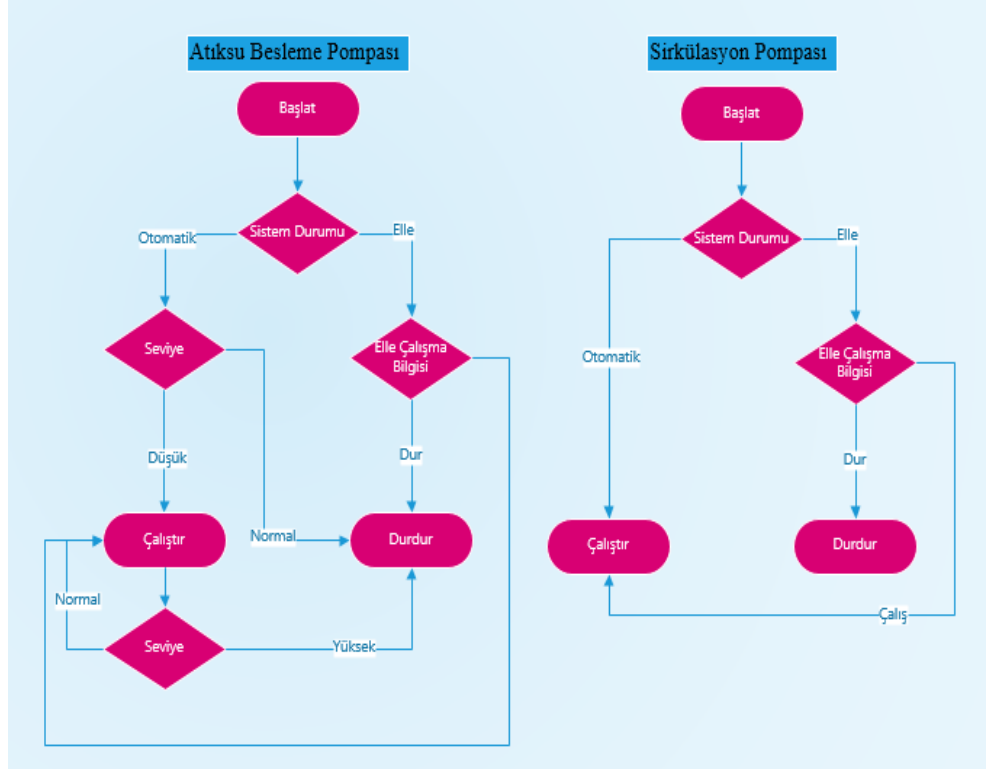 Atıksu Besleme Pompası
Başlat
Sistem Durumu
Otomatik
Elle
Seviye
Elle Çalışma
Bilgisi
Düşük
Dur
Normal
Çalıştır
Durdur
Normal
Seviye
Yüksek
Sirkülasyon Pompası
Başlat
Sistem Durumu
Elle
Otomatik
Elle Çalışma
Bilgisi
Dur
Çalıştır
Durdur
Çalış